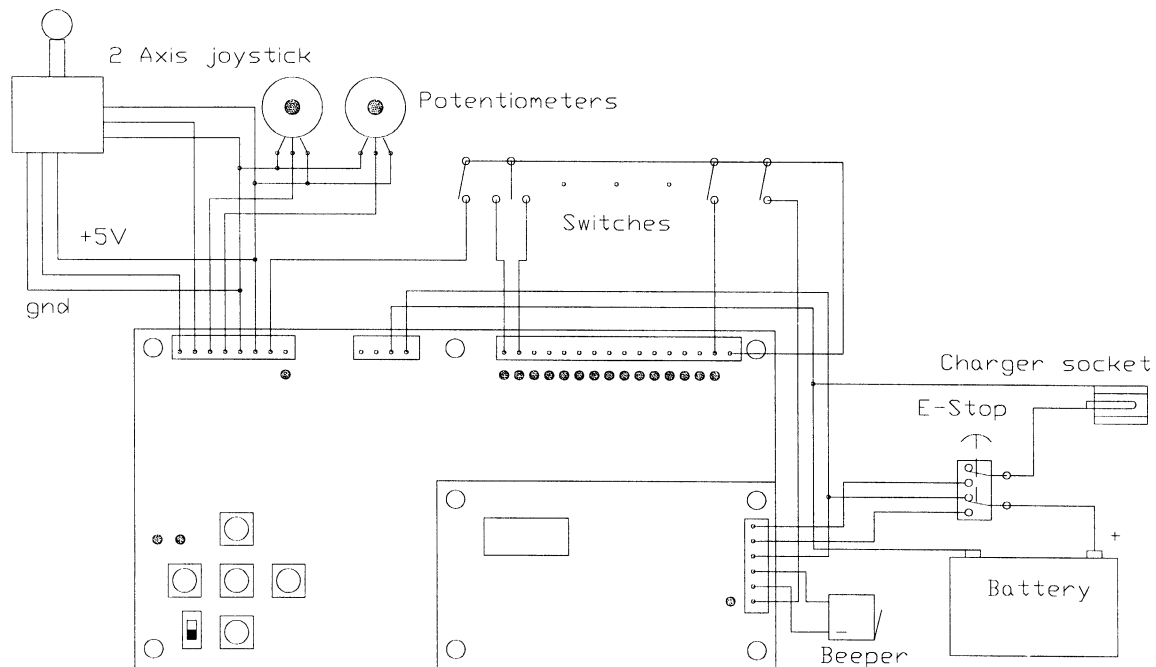 2 Axis joystick
Potentiometers
Switches
+5V
gnd
Charger socket
E-Stop
+
Battery
Beeper